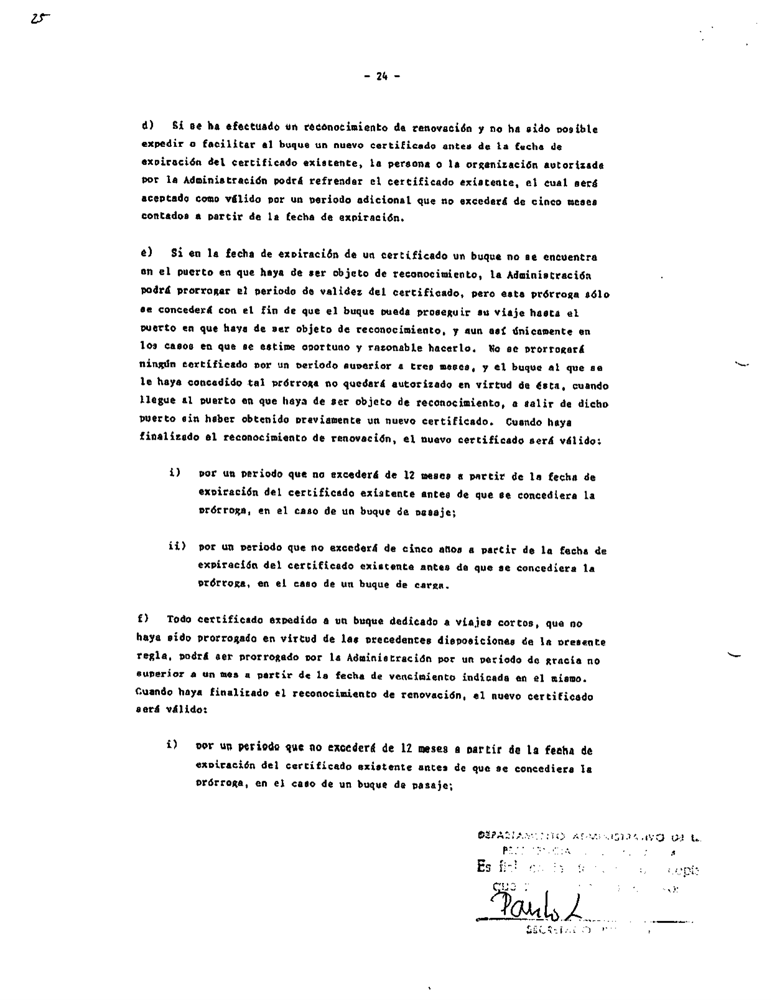 25
- 24 -
d) Si se ha efectuado un reconocimiento de renovación y no ha sido posible
expedir o facilitar al buque un nuevo certificado antes de la fecha de
expiración del certificado existente, la persona o la organización autorizada
por la Administración podrá refrendar el certificado existente, el cual será
aceptado como válido por un periodo adicional que no excederá de cinco meses
contados a partir de la fecha de expiración.
e) Si en la fecha de expiración de un certificado un buque no se encuentra
en el puerto en que haya de ser objeto de reconocimiento, la Administración
podrá prorrogar el periodo de validez del certificado, pero esta prórroga sólo
se concederá con el fin de que el buque pueda proseguir su viaje hasta el
puerto en que haya de ser objeto de reconocimiento, y aun así únicamente en
los casos en que se estime oportuno y razonable hacerlo. No se prorrogará
ningún certificado por un periodo superior a tres meses, y el buque al que se
le haya concedido tal prórroga no quedará autorizado en virtud de ésta, cuando
llegue al puerto en que haya de ser objeto de reconocimiento, a salir de dicho
puerto sin haber obtenido previamente un nuevo certificado. Cuando haya
finalizado el reconocimiento de renovación, el nuevo certificado será válido:
i) por un periodo que no excederá de 12 meses a partir de la fecha de
expiración del certificado existente antes de que se concediera la
prórroga, en el caso de un buque de pasaje;
ii) por un periodo que no excederá de cinco años a partir de la fecha de
expiración del certificado existente antes de que se concediera la
prórroga, en el caso de un buque de carga.
f) Todo certificado expedido a un buque dedicado a viajes cortos, que no
haya sido prorrogado en virtud de las precedentes disposiciones de la presente
regla, podrá ser prorrogado por la Administración por un periodo de gracia no
superior a un mes a partir de la fecha de vencimiento indicada en el mismo.
Cuando haya finalizado el reconocimiento de renovación, el nuevo certificado
será válido:
i) por un periodo que no excederá de 12 meses a partir de la fecha de
expiración del certificado existente antes de que se concediera la
prórroga, en el caso de un buque de pasaje;
DEPARTAMENTO ADMINISTRATIVO DE LA
PRESIDENCIA
Es fiel copia
que
SECRETARIO